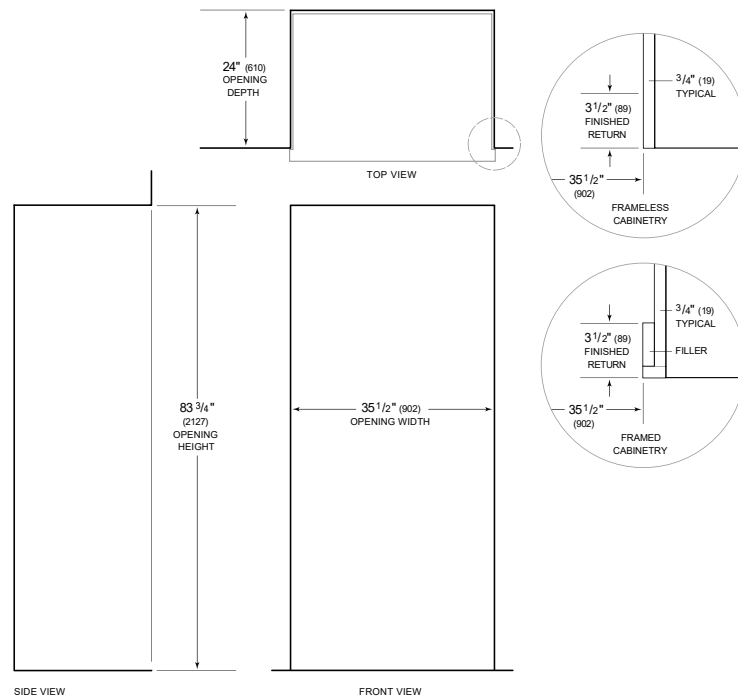 24" (610)
OPENING
DEPTH
TOP VIEW
3/4" (19)
TYPICAL
3 1/2" (89)
FINISHED
RETURN
35 1/2"
(902)
FRAMELESS
CABINETRY
3/4" (19)
TYPICAL
3 1/2" (89)
FINISHED
RETURN
FILLER
35 1/2"
(902)
FRAMED
CABINETRY
83 3/4"
(2127)
OPENING
HEIGHT
35 1/2" (902)
OPENING WIDTH
SIDE VIEW
FRONT VIEW